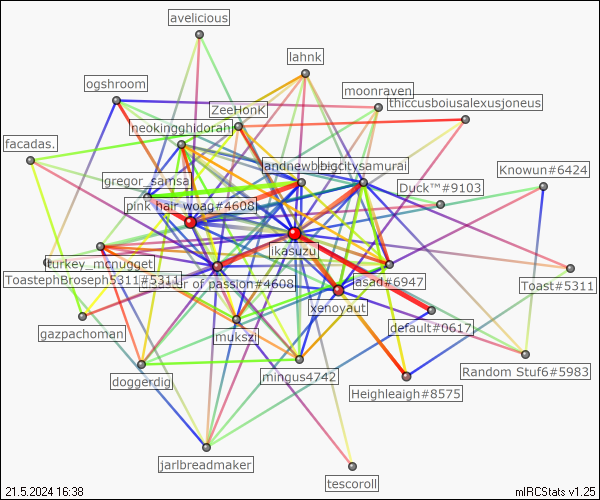 avelicious
lahnk
ogshroom
moonraven
thiccusboiusalexusjoneus
ZeeHonK
neokingghidorah
facadas.
bigcitysamurai
Knowun#6424
gregor_samsa
Duck™#9103
pink hair woag#4608
ikasuzu
turkey_mcnugget
ToastephBroseph5311#5311
of passion#4608
asad#6947
Toast#5311
xenoyaut
default#0617
gazpachoman
mukszi
Random Stuf6#5983
doggerdig
mingus4742
Heighleaigh#8575
jarlbreadmaker
tescoroll
21.5.2024 16:38
mIRCStats v1.25